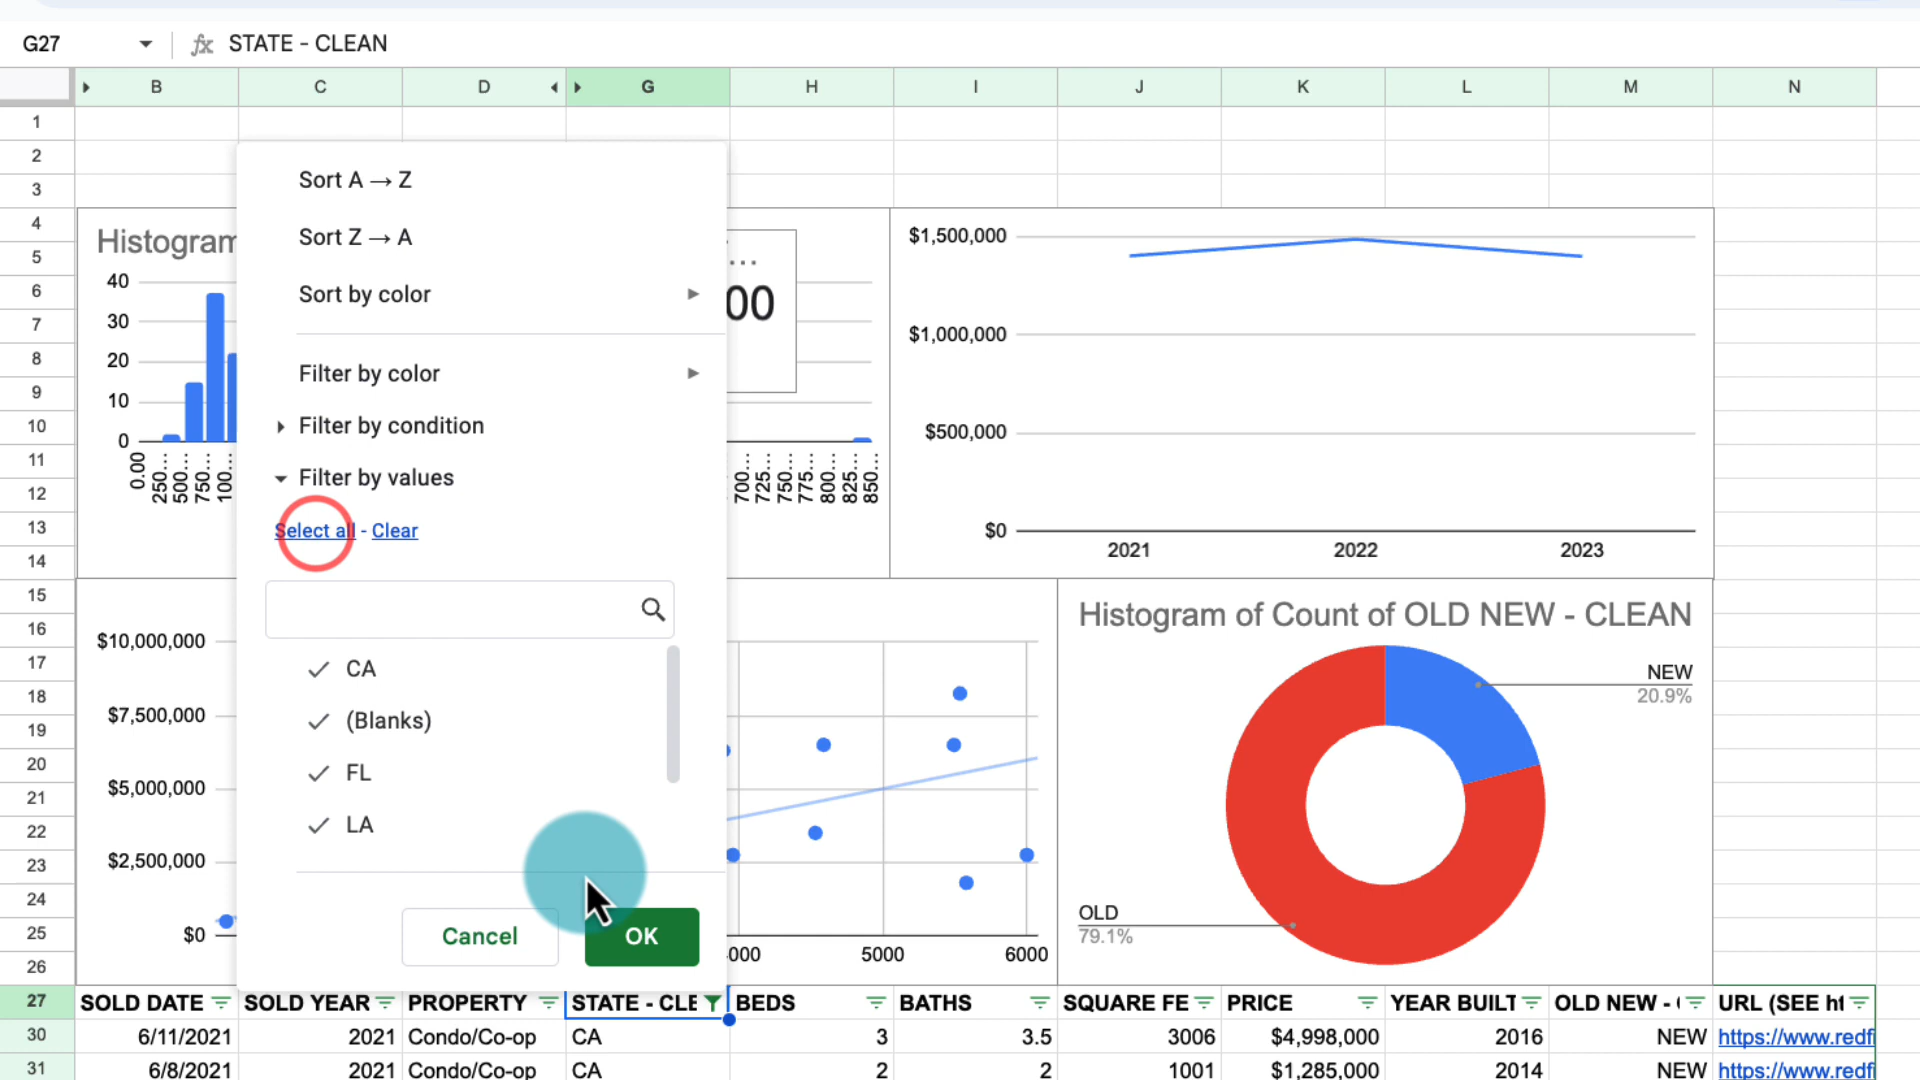 G27 fx STATE - CLEAN
B C D G H I J K L M N
1
2
3
4
5
6
7
8
9
10
11
12
13
14
15
16
17
18
19
20
21
22
23
24
25
26
Sort A → Z
Sort Z → A
Sort by color
Filter by color
Filter by condition
Filter by values
Select all - Clear
CA
(Blanks)
FL
LA
Cancel OK
Histogram
40
30
20
10
0
0.00 250... 500... 750... 100...
...
00
700... 725... 750... 775... 800... 825... 850...
$1,500,000
$1,000,000
$500,000
$0
2021 2022 2023
$10,000,000
$7,500,000
$5,000,000
$2,500,000
$0
000 5000 6000
Histogram of Count of OLD NEW - CLEAN
NEW
20.9%
OLD
79.1%
27 SOLD DATE SOLD YEAR PROPERTY STATE - CLE BEDS BATHS SQUARE FE PRICE YEAR BUILT OLD NEW - URL (SEE ht
30 6/11/2021 2021 Condo/Co-op CA 3 3.5 3006 $4,998,000 2016 NEW https://www.redfi
31 6/8/2021 2021 Condo/Co-op CA 2 2 1001 $1,285,000 2014 NEW https://www.redfi